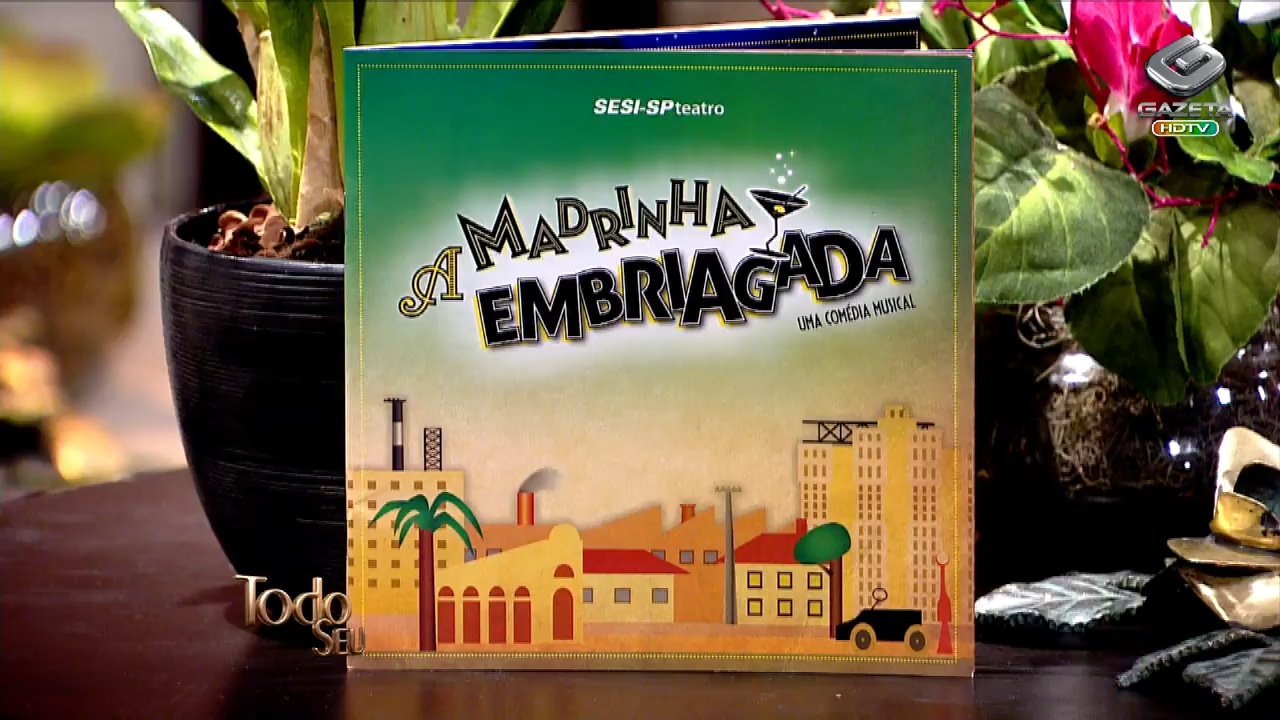 SESI-SP teatro
A MADRINHA
EMBRIAGADA
UMA COMÉDIA MUSICAL
GAZETA
HDTV
Todo
SEU